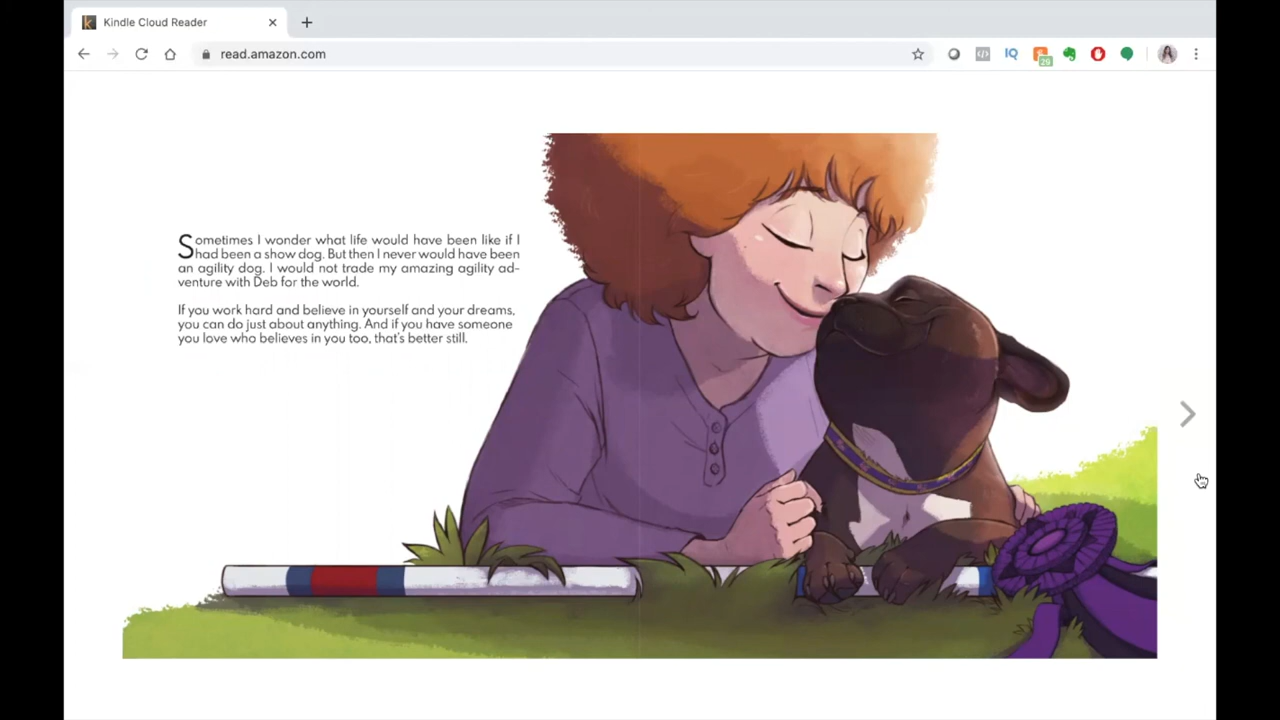 Kindle Cloud Reader
read.amazon.com
IQ
26
Sometimes I wonder what life would have been like if I
had been a show dog. But then I never would have been
an agility dog. I would not trade my amazing agility ad-
venture with Deb for the world.
If you work hard and believe in yourself and your dreams,
you can do just about anything. And if you have someone
you love who believes in you too, that's better still.